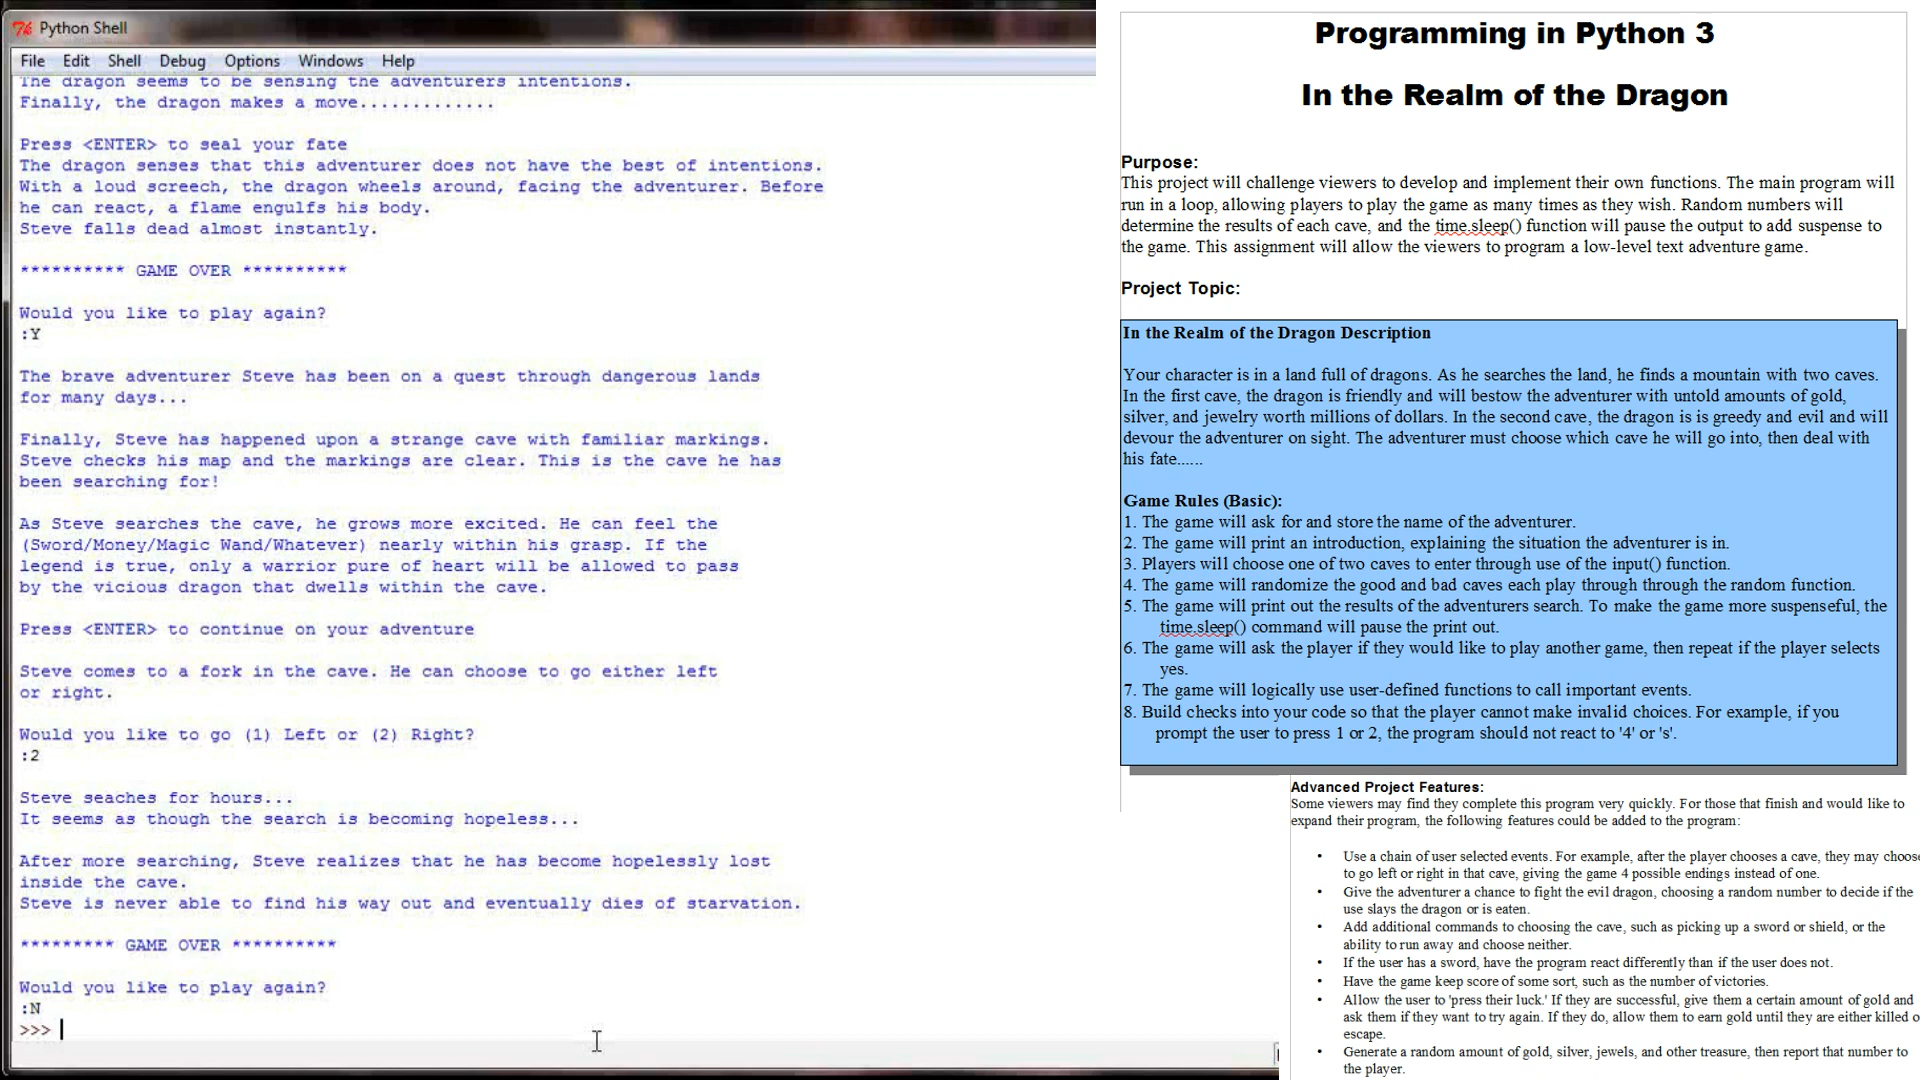 Python Shell
File Edit Shell Debug Options Windows Help
The dragon seems to be sensing the adventurers intentions.
Finally, the dragon makes a move.............
Press <ENTER> to seal your fate
The dragon senses that this adventurer does not have the best of intentions.
With a loud screech, the dragon wheels around, facing the adventurer. Before
he can react, a flame engulfs his body.
Steve falls dead almost instantly.
********** GAME OVER **********
Would you like to play again?
:Y
The brave adventurer Steve has been on a quest through dangerous lands
for many days...
Finally, Steve has happened upon a strange cave with familiar markings.
Steve checks his map and the markings are clear. This is the cave he has
been searching for!
As Steve searches the cave, he grows more excited. He can feel the
(Sword/Money/Magic Wand/Whatever) nearly within his grasp. If the
legend is true, only a warrior pure of heart will be allowed to pass
by the vicious dragon that dwells within the cave.
Press <ENTER> to continue on your adventure
Steve comes to a fork in the cave. He can choose to go either left
or right.
Would you like to go (1) Left or (2) Right?
:2
Steve seaches for hours...
It seems as though the search is becoming hopeless...
After more searching, Steve realizes that he has become hopelessly lost
inside the cave.
Steve is never able to find his way out and eventually dies of starvation.
********* GAME OVER **********
Would you like to play again?
:N
>>>
Programming in Python 3
In the Realm of the Dragon
Purpose:
This project will challenge viewers to develop and implement their own functions. The main program will
run in a loop, allowing players to play the game as many times as they wish. Random numbers will
determine the results of each cave, and the time.sleep() function will pause the output to add suspense to
the game. This assignment will allow the viewers to program a low-level text adventure game.
Project Topic:
In the Realm of the Dragon Description
Your character is in a land full of dragons. As he searches the land, he finds a mountain with two caves.
In the first cave, the dragon is friendly and will bestow the adventurer with untold amounts of gold,
silver, and jewelry worth millions of dollars. In the second cave, the dragon is is greedy and evil and will
devour the adventurer on sight. The adventurer must choose which cave he will go into, then deal with
his fate......
Game Rules (Basic):
1. The game will ask for and store the name of the adventurer.
2. The game will print an introduction, explaining the situation the adventurer is in.
3. Players will choose one of two caves to enter through use of the input() function.
4. The game will randomize the good and bad caves each play through through the random function.
5. The game will print out the results of the adventurers search. To make the game more suspenseful, the
time.sleep() command will pause the print out.
6. The game will ask the player if they would like to play another game, then repeat if the player selects
yes.
7. The game will logically use user-defined functions to call important events.
8. Build checks into your code so that the player cannot make invalid choices. For example, if you
prompt the user to press 1 or 2, the program should not react to '4' or 's'.
Advanced Project Features:
Some viewers may find they complete this program very quickly. For those that finish and would like to
expand their program, the following features could be added to the program:
• Use a chain of user selected events. For example, after the player chooses a cave, they may choose
to go left or right in that cave, giving the game 4 possible endings instead of one.
• Give the adventurer a chance to fight the evil dragon, choosing a random number to decide if the
use slays the dragon or is eaten.
• Add additional commands to choosing the cave, such as picking up a sword or shield, or the
ability to run away and choose neither.
• If the user has a sword, have the program react differently than if the user does not.
• Have the game keep score of some sort, such as the number of victories.
• Allow the user to 'press their luck.' If they are successful, give them a certain amount of gold and
ask them if they want to try again. If they do, allow them to earn gold until they are either killed o
escape.
• Generate a random amount of gold, silver, jewels, and other treasure, then report that number to
the player.